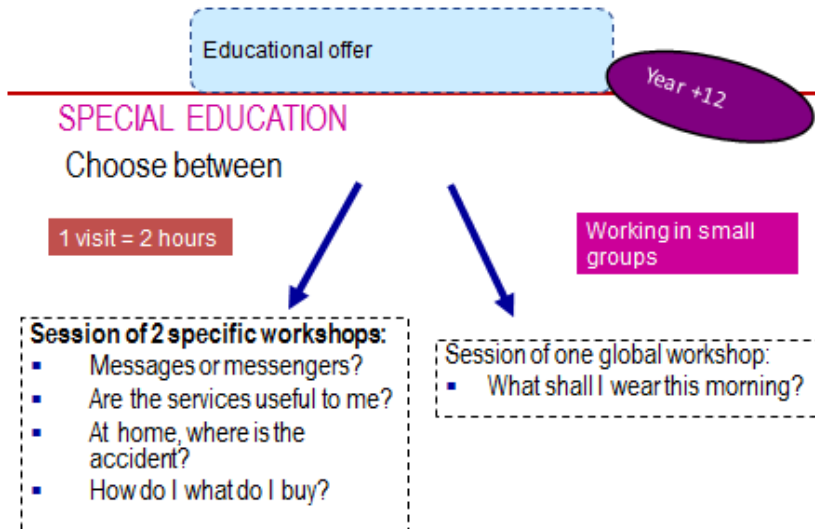 Educational offer
Year +12
SPECIAL EDUCATION
Choose between
1 visit = 2 hours
Working in small
groups
Session of 2 specific workshops:
▪ Messages or messengers?
▪ Are the services useful to me?
▪ At home, where is the
accident?
▪ How do I what do I buy?
Session of one global workshop:
▪ What shall I wear this morning?